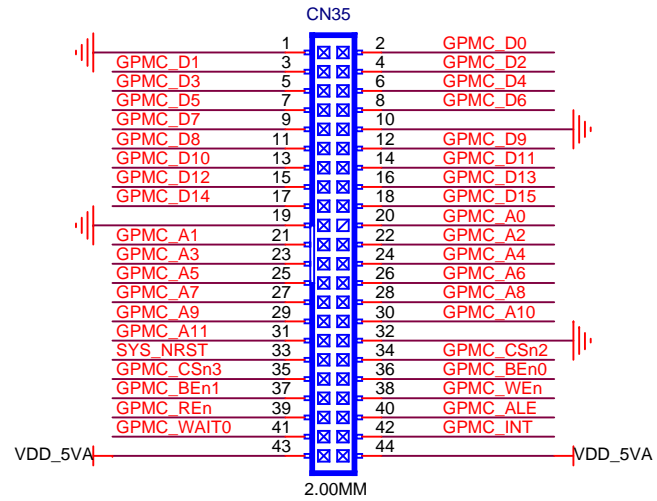 CN35
1 2 GPMC_D0
GPMC_D1 3 4 GPMC_D2
GPMC_D3 5 6 GPMC_D4
GPMC_D5 7 8 GPMC_D6
GPMC_D7 9 10
GPMC_D8 11 12 GPMC_D9
GPMC_D10 13 14 GPMC_D11
GPMC_D12 15 16 GPMC_D13
GPMC_D14 17 18 GPMC_D15
19 20 GPMC_A0
GPMC_A1 21 22 GPMC_A2
GPMC_A3 23 24 GPMC_A4
GPMC_A5 25 26 GPMC_A6
GPMC_A7 27 28 GPMC_A8
GPMC_A9 29 30 GPMC_A10
GPMC_A11 31 32
SYS_NRST 33 34 GPMC_CSn2
GPMC_CSn3 35 36 GPMC_BEn0
GPMC_BEn1 37 38 GPMC_WEn
GPMC_REn 39 40 GPMC_ALE
GPMC_WAIT0 41 42 GPMC_INT
VDD_5VA 43 44 VDD_5VA
2.00MM